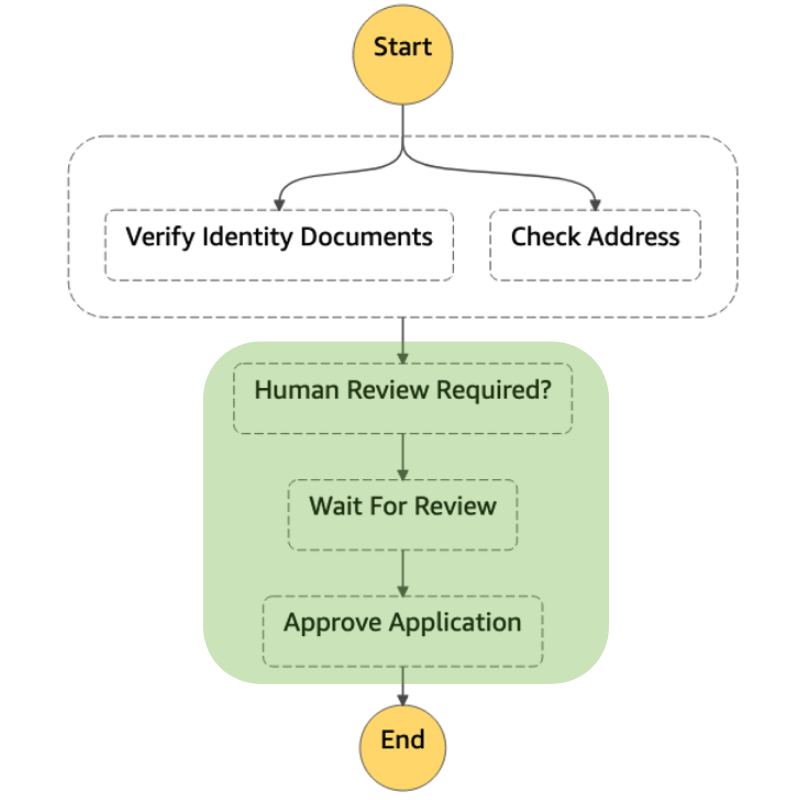 Start
Verify Identity Documents
Check Address
Human Review Required?
Wait For Review
Approve Application
End